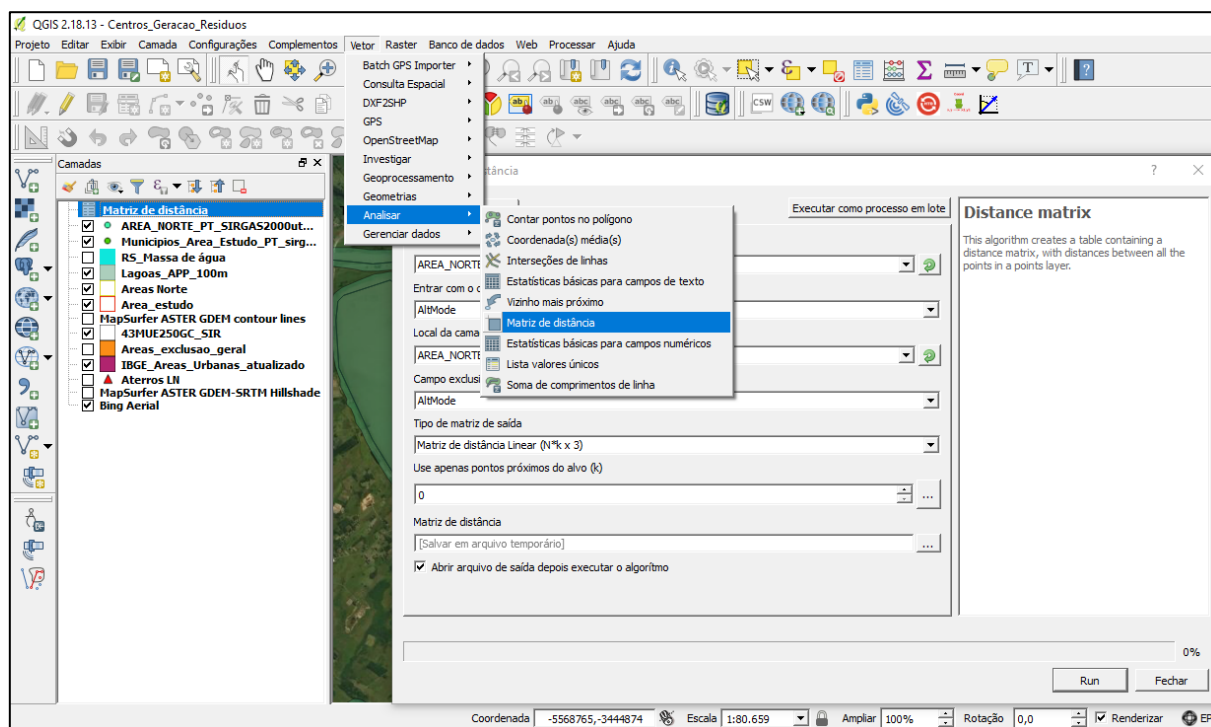 QGIS 2.18.13 - Centros_Geracao_Residuos
Projeto Editar Exibir Camada Configurações Complementos Vetor Raster Banco de dados Web Processar Ajuda
Batch GPS Importer
Consulta Espacial
DXF2SHP
GPS
OpenStreetMap
Investigar
Geoprocessamento
Geometrias
Analisar
Gerenciar dados
Contar pontos no polígono
Coordenada(s) média(s)
Interseções de linhas
Estatísticas básicas para campos de texto
Vizinho mais próximo
Matriz de distância
Estatísticas básicas para campos numéricos
Lista valores únicos
Soma de comprimentos de linha
abc
abc
abc
abc
abc
CSW
Camadas
Matriz de distância
AREA_NORTE_PT_SIRGAS2000ut...
Municipios_Area_Estudo_PT_sirg...
RS_Massa de água
Lagoas_APP_100m
Areas Norte
Area_estudo
MapSurfer ASTER GDEM contour lines
43MUE250GC_SIR
Areas_exclusao_geral
IBGE_Areas_Urbanas_atualizado
Aterros LN
MapSurfer ASTER GDEM-SRTM Hillshade
Bing Aerial
stância
Executar como processo em lote
AREA_NORTE
Entrar com o c
AltMode
Local da cama
AREA_NORTE
Campo exclusi
AltMode
Tipo de matriz de saída
Matriz de distância Linear (N*k x 3)
Use apenas pontos próximos do alvo (k)
0
...
Matriz de distância
[Salvar em arquivo temporário]
...
Abrir arquivo de saída depois executar o algorítmo
Distance matrix
This algorithm creates a table containing a
distance matrix, with distances between all the
points in a points layer.
0%
Run Fechar
Coordenada -5568765,-3444874 Escala 1:80.659 Ampliar 100% Rotação 0,0 Renderizar